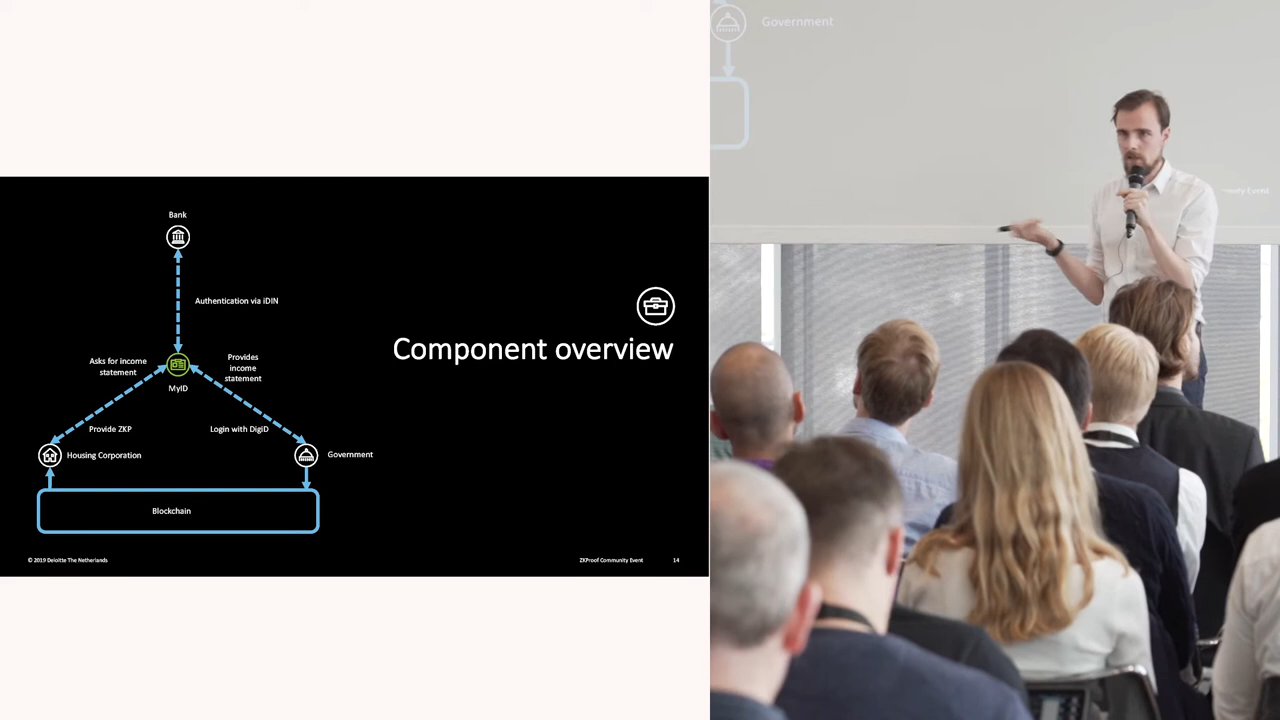 Bank
Authentication via iDIN
Asks for income
statement
Provides
income
statement
MyID
Provide ZKP
Login with DigiD
Housing Corporation
Government
Blockchain
Component overview
© 2019 Deloitte The Netherlands
ZKProof Community Event
14
Government
Event